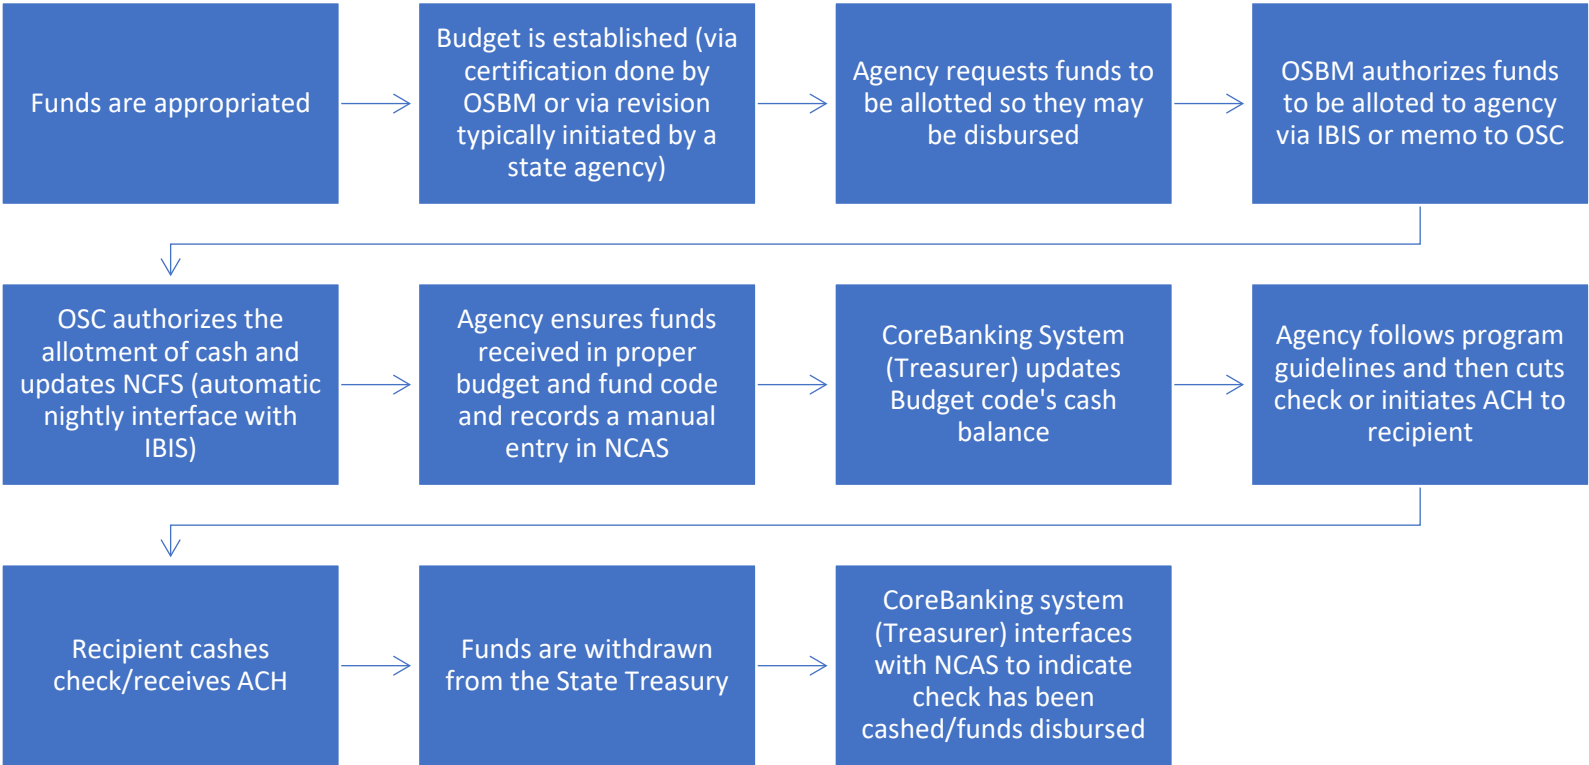 Funds are appropriated
Budget is established (via
certification done by
OSBM or via revision
typically initiated by a
state agency)
Agency requests funds to
be allotted so they may
be disbursed
OSBM authorizes funds
to be alloted to agency
via IBIS or memo to OSC
OSC authorizes the
allotment of cash and
updates NCFS (automatic
nightly interface with
IBIS)
Agency ensures funds
received in proper
budget and fund code
and records a manual
entry in NCAS
CoreBanking System
(Treasurer) updates
Budget code's cash
balance
Agency follows program
guidelines and then cuts
check or initiates ACH to
recipient
Recipient cashes
check/receives ACH
Funds are withdrawn
from the State Treasury
CoreBanking system
(Treasurer) interfaces
with NCAS to indicate
check has been
cashed/funds disbursed